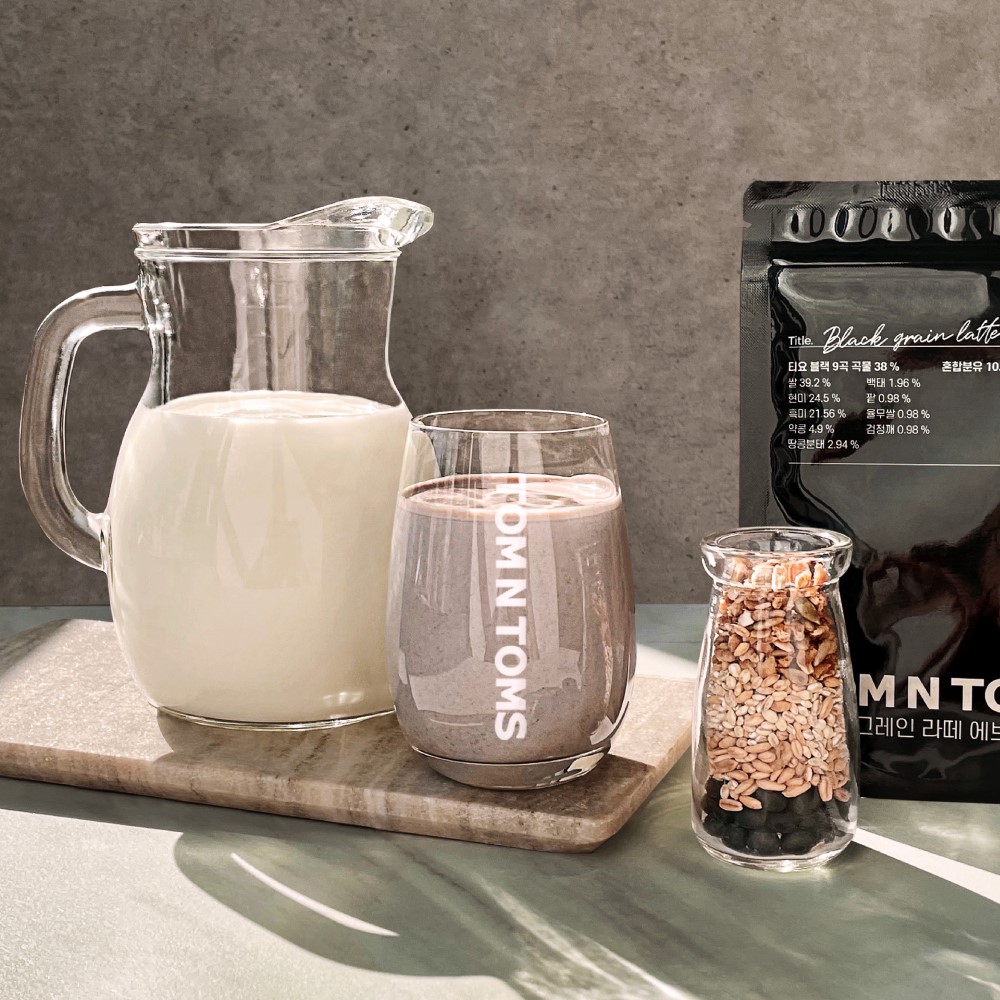 TOM N TOMS
Title. Black grain latte
티요 블랙 9곡 곡물 38 % 혼합분유 10.
쌀 39.2 % 백태 1.96 %
현미 24.5 % 팥 0.98 %
흑미 21.56 % 율무쌀 0.98 %
약콩 4.9 % 검정깨 0.98 %
땅콩분태 2.94 %
M N TO
그레인 라떼 에브